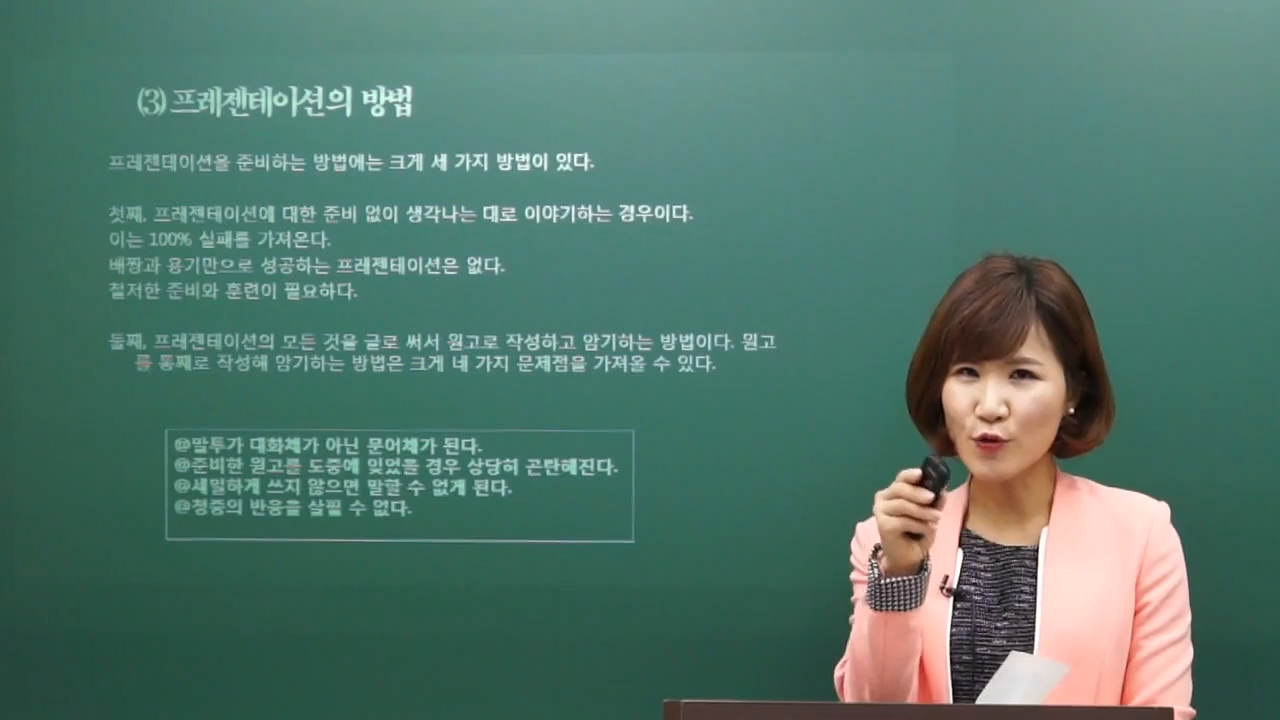 (3) 프레젠테이션의 방법
프레젠테이션을 준비하는 방법에는 크게 세 가지 방법이 있다.
첫째, 프레젠테이션에 대한 준비 없이 생각나는 대로 이야기하는 경우이다.
이는 100% 실패를 가져온다.
배짱과 용기만으로 성공하는 프레젠테이션은 없다.
철저한 준비와 훈련이 필요하다.
둘째, 프레젠테이션의 모든 것을 글로 써서 원고로 작성하고 암기하는 방법이다. 원고
를 통째로 작성해 암기하는 방법은 크게 네 가지 문제점을 가져올 수 있다.
@말투가 대화체가 아닌 문어체가 된다.
@준비한 원고를 도중에 잊었을 경우 상당히 곤란해진다.
@세밀하게 쓰지 않으면 말할 수 없게 된다.
@청중의 반응을 살필 수 없다.